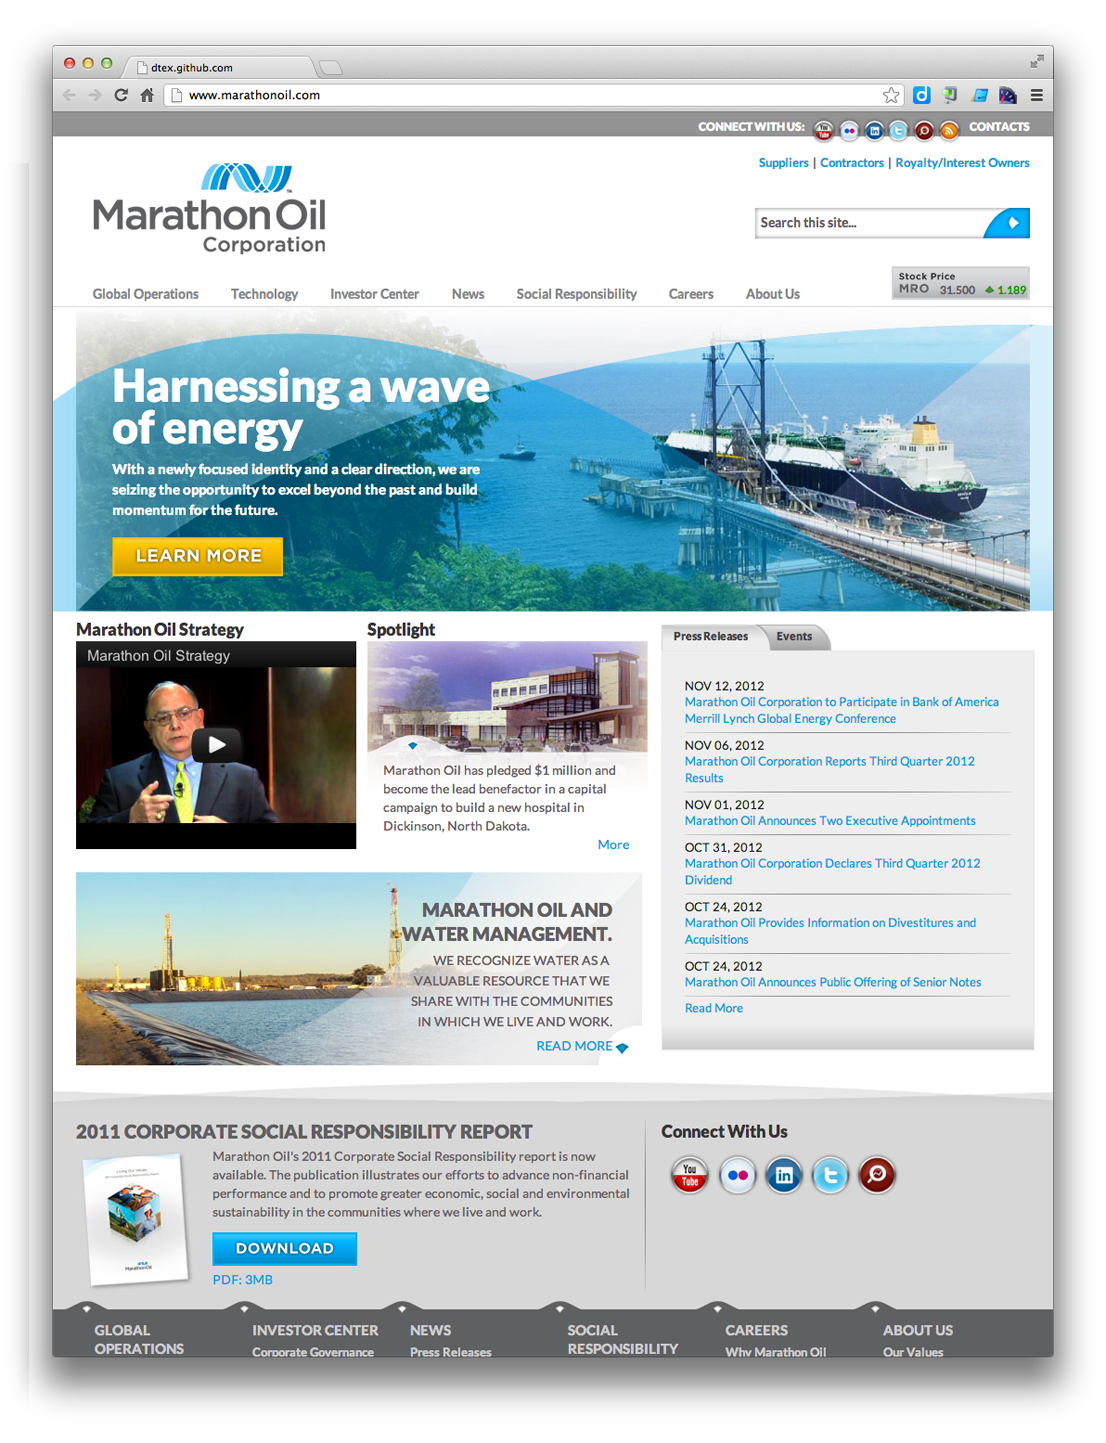 dtex.github.com
www.marathonoil.com
CONNECT WITH US:
You
Tube
in
CONTACTS
Suppliers | Contractors | Royalty/Interest Owners
Marathon Oil
Corporation
Search this site...
Stock Price
MRO 31.500 1.189
Global Operations Technology Investor Center News Social Responsibility Careers About Us
Harnessing a wave
of energy
With a newly focused identity and a clear direction, we are
seizing the opportunity to excel beyond the past and build
momentum for the future.
LEARN MORE
Marathon Oil Strategy
Marathon Oil Strategy
Spotlight
Marathon Oil has pledged $1 million and
become the lead benefactor in a capital
campaign to build a new hospital in
Dickinson, North Dakota.
More
Press Releases Events
NOV 12, 2012
Marathon Oil Corporation to Participate in Bank of America
Merrill Lynch Global Energy Conference
NOV 06, 2012
Marathon Oil Corporation Reports Third Quarter 2012
Results
NOV 01, 2012
Marathon Oil Announces Two Executive Appointments
OCT 31, 2012
Marathon Oil Corporation Declares Third Quarter 2012
Dividend
OCT 24, 2012
Marathon Oil Provides Information on Divestitures and
Acquisitions
OCT 24, 2012
Marathon Oil Announces Public Offering of Senior Notes
Read More
MARATHON OIL AND
WATER MANAGEMENT.
WE RECOGNIZE WATER AS A
VALUABLE RESOURCE THAT WE
SHARE WITH THE COMMUNITIES
IN WHICH WE LIVE AND WORK.
READ MORE
2011 CORPORATE SOCIAL RESPONSIBILITY REPORT
Living Our Values
MarathonOil
Marathon Oil's 2011 Corporate Social Responsibility report is now
available. The publication illustrates our efforts to advance non-financial
performance and to promote greater economic, social and environmental
sustainability in the communities where we live and work.
DOWNLOAD
PDF: 3MB
Connect With Us
You
Tube
in
GLOBAL
OPERATIONS
INVESTOR CENTER
Corporate Governance
NEWS
Press Releases
SOCIAL
RESPONSIBILITY
CAREERS
Why Marathon Oil
ABOUT US
Our Values